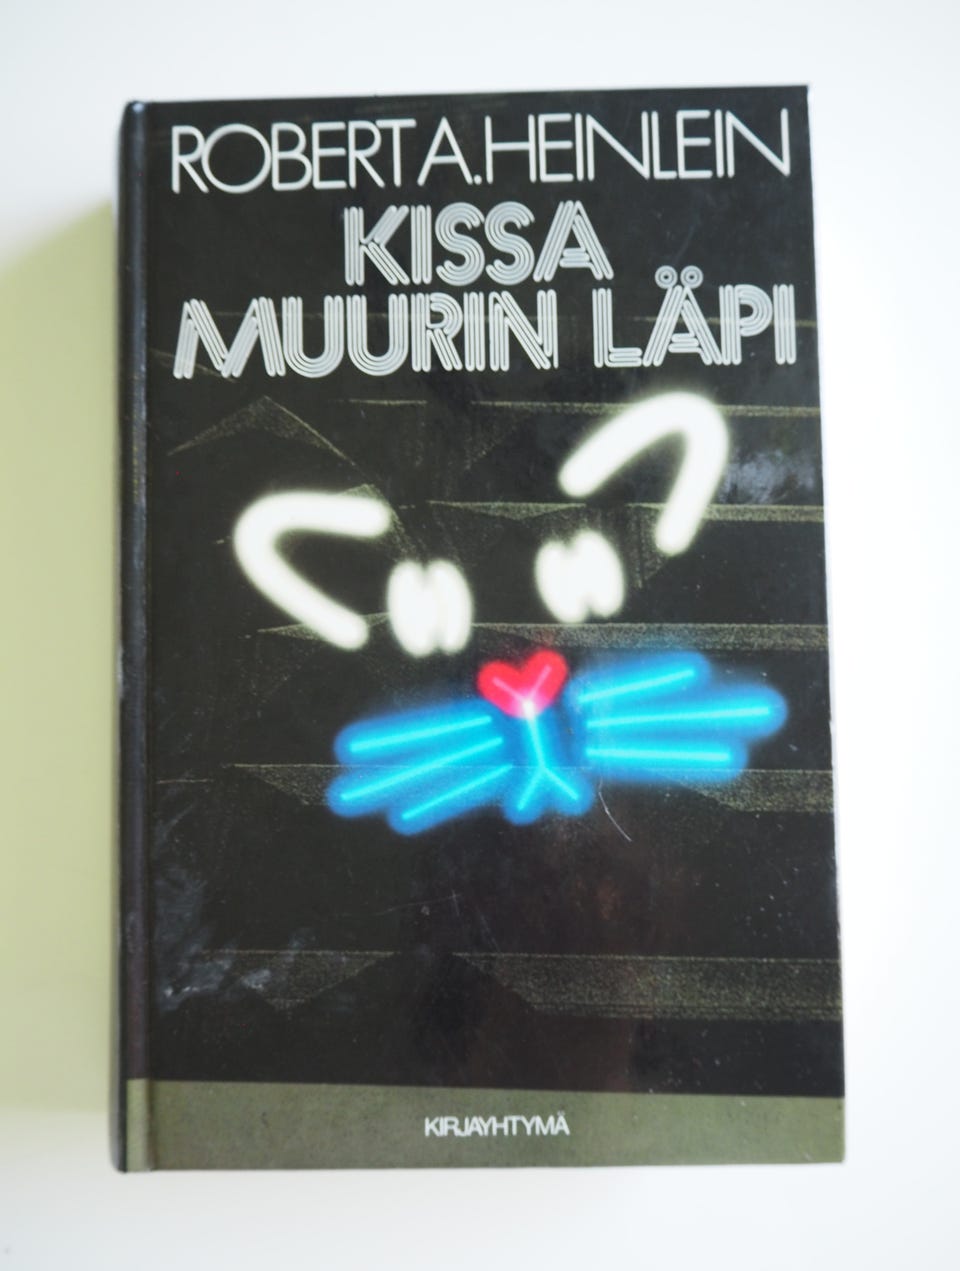 ROBERT A. HEINLEIN
KISSA
MUURIN LÄPI
KIRJAYHTYMÄ